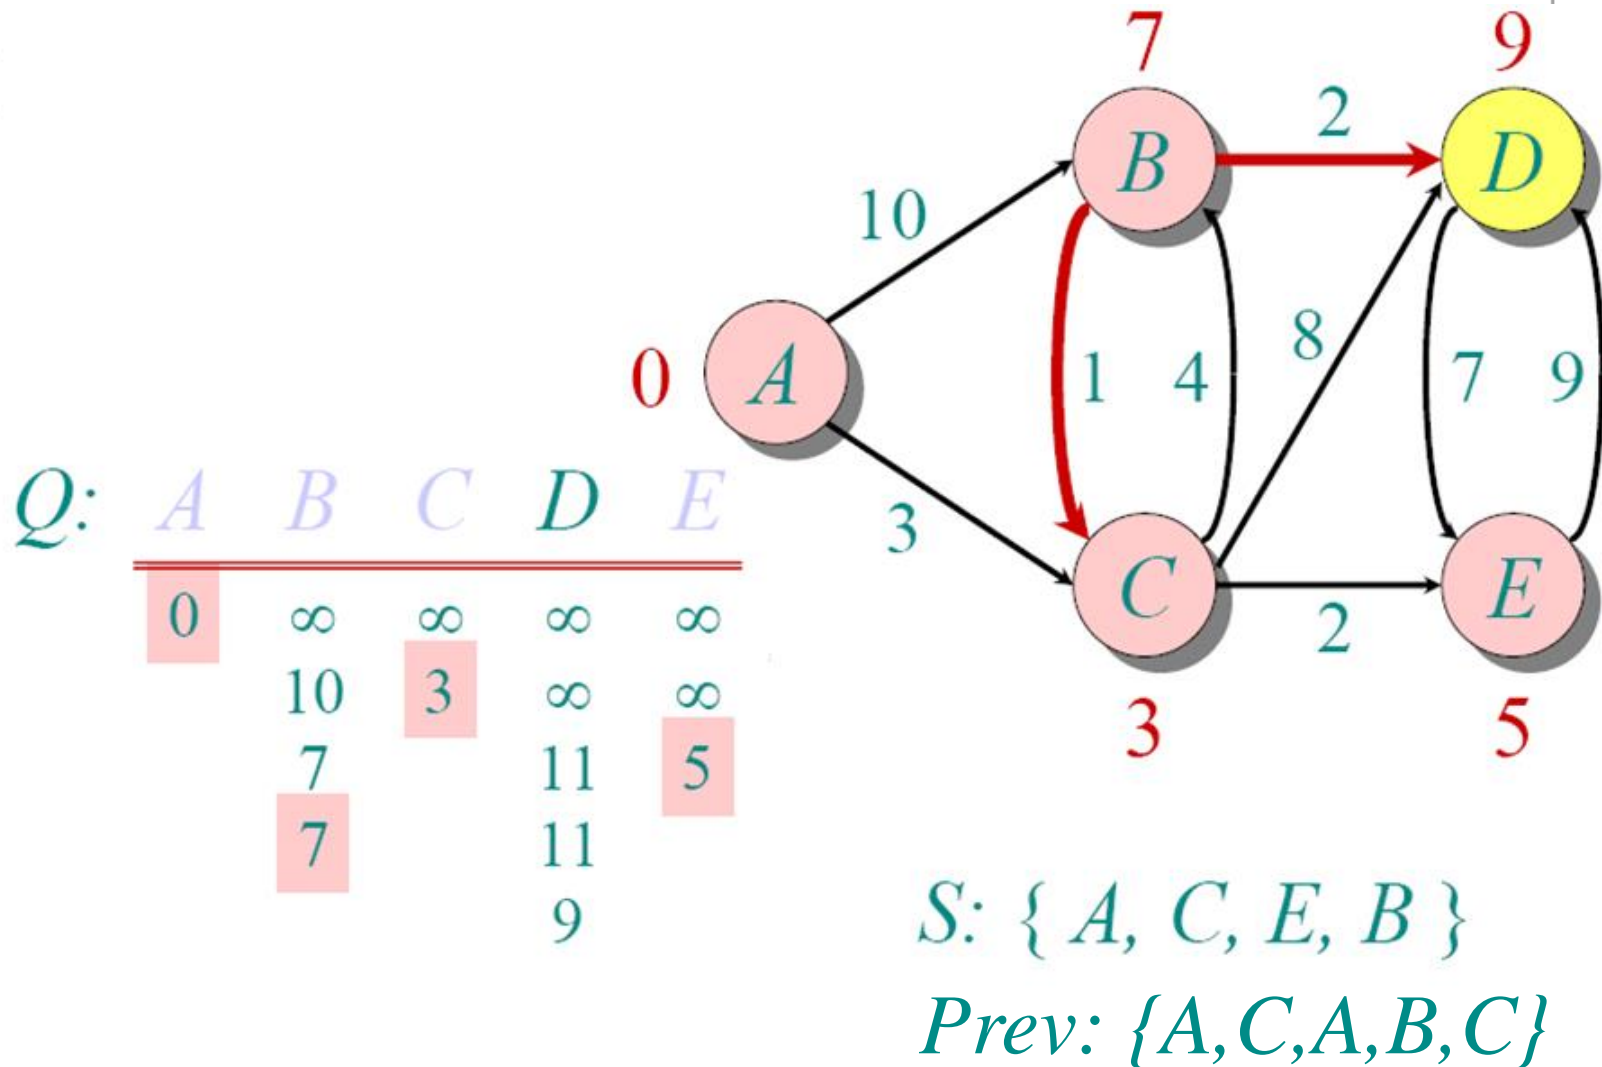 7 9
2
B D
10
8
0 A 1 4 7 9
Q: A B C D E
3
0 ∞ ∞ ∞ ∞
C E
2
10 3 ∞ ∞
3 5
7 11 5
7 11
9
S: { A, C, E, B }
Prev: {A,C,A,B,C}